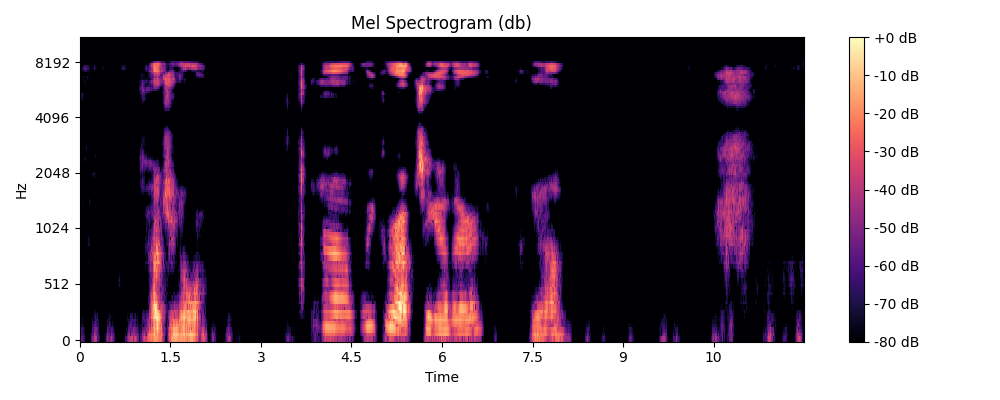 Mel Spectrogram (db)
Hz
8192
4096
2048
1024
512
0
0 1.5 3 4.5 6 7.5 9 10
Time
+0 dB
-10 dB
-20 dB
-30 dB
-40 dB
-50 dB
-60 dB
-70 dB
-80 dB